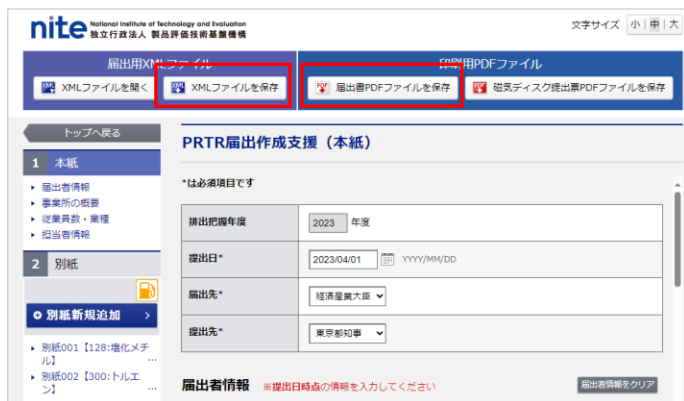 nite National Institute of Technology and Evaluation
独立行政法人 製品評価技術基盤機構
文字サイズ 小 中 大
届出用XMLファイル
印刷用PDFファイル
XMLファイルを開く
XMLファイルを保存
届出書PDFファイルを保存
磁気ディスク提出票PDFファイルを保存
トップへ戻る
1 本紙
届出者情報
事業所の概要
従業員数・業種
担当者情報
2 別紙
別紙新規追加 >
別紙001【128:塩化メチ
ル】 ...
別紙002【300:トルエ
ン】 ...
PRTR届出作成支援（本紙）
*は必須項目です
排出把握年度 2023 年度
提出日* 2023/04/01 YYYY/MM/DD
届出先* 経済産業大臣
提出先* 東京都知事
届出者情報 ※提出日時点の情報を入力してください
届出者情報をクリア